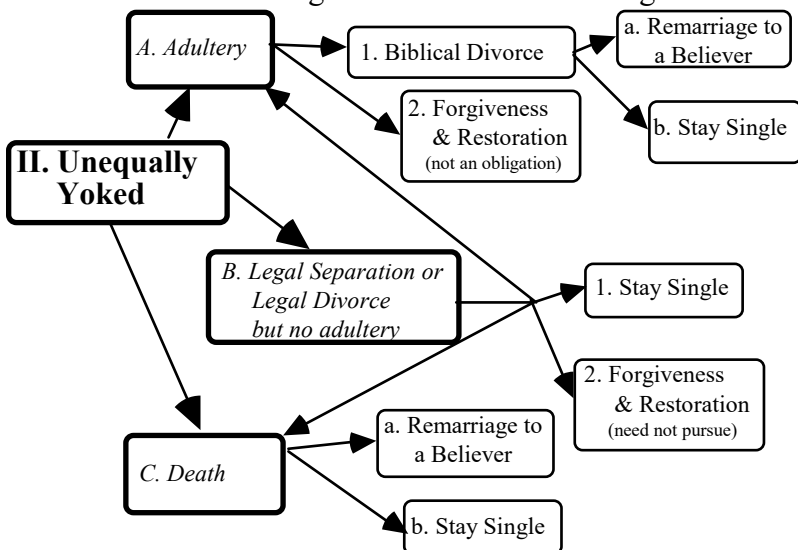 A. Adultery
1. Biblical Divorce
a. Remarriage to
a Believer
2. Forgiveness
& Restoration
(not an obligation)
b. Stay Single
II. Unequally
Yoked
B. Legal Separation or
Legal Divorce
but no adultery
1. Stay Single
2. Forgiveness
& Restoration
(need not pursue)
a. Remarriage to
a Believer
C. Death
b. Stay Single